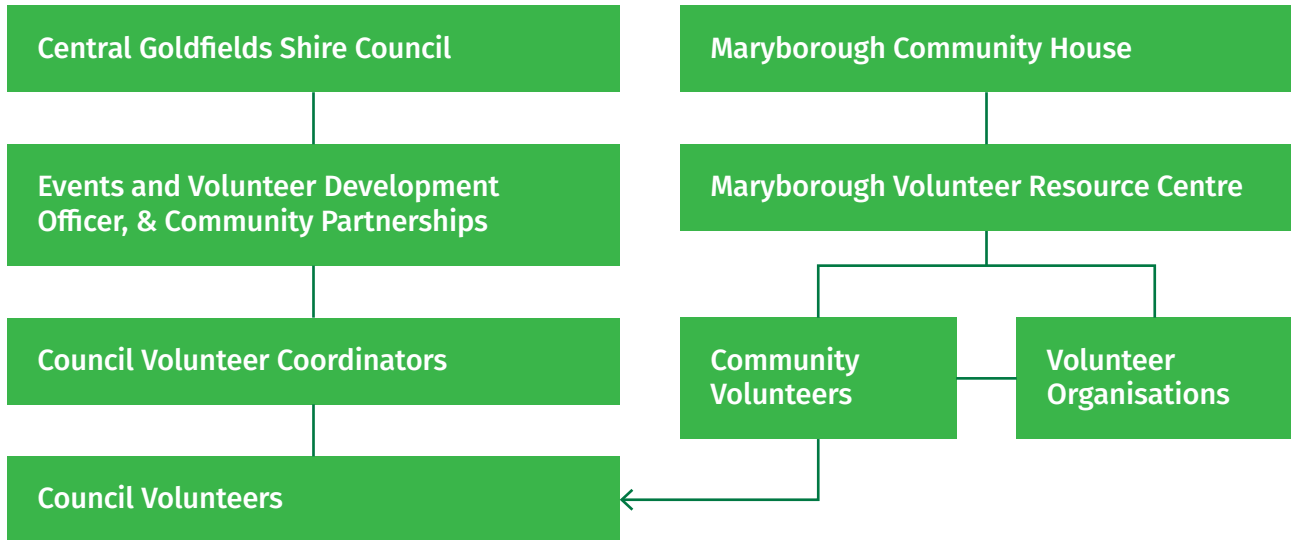 Central Goldfields Shire Council
Events and Volunteer Development
Officer, & Community Partnerships
Council Volunteer Coordinators
Council Volunteers
Maryborough Community House
Maryborough Volunteer Resource Centre
Community
Volunteers
Volunteer
Organisations